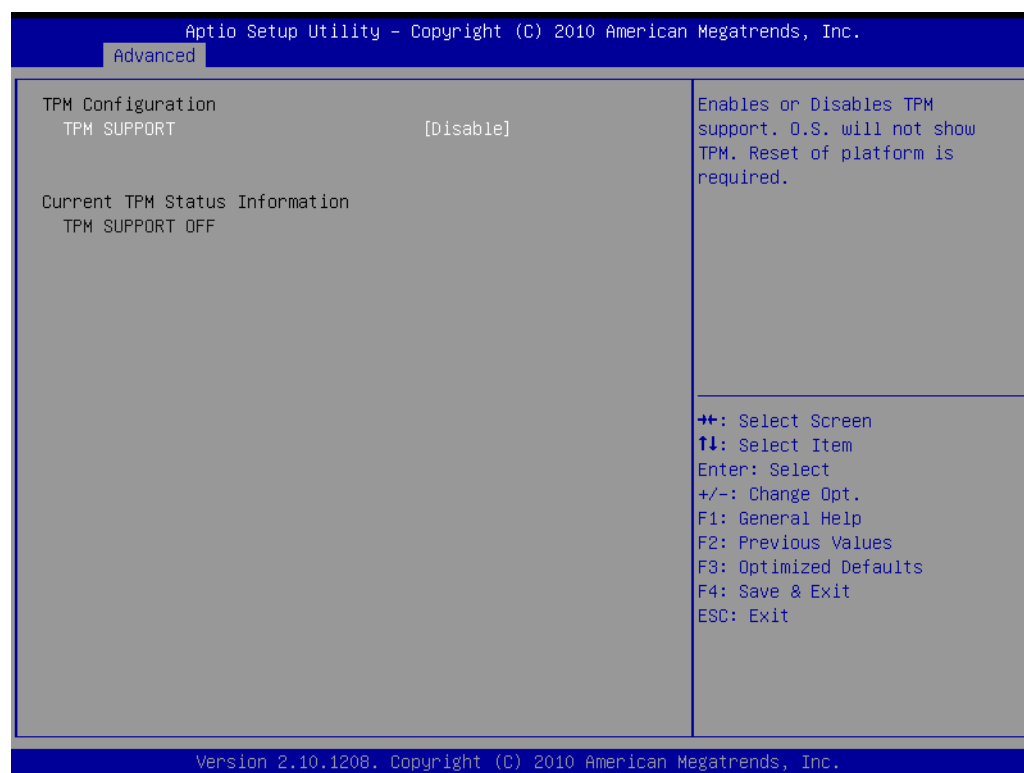 Aptio Setup Utility – Copyright (C) 2010 American Megatrends, Inc.
Advanced
TPM Configuration
TPM SUPPORT [Disable]
Current TPM Status Information
TPM SUPPORT OFF
Enables or Disables TPM
support. O.S. will not show
TPM. Reset of platform is
required.
→←: Select Screen
↑↓: Select Item
Enter: Select
+/-: Change Opt.
F1: General Help
F2: Previous Values
F3: Optimized Defaults
F4: Save & Exit
ESC: Exit
Version 2.10.1208. Copyright (C) 2010 American Megatrends, Inc.